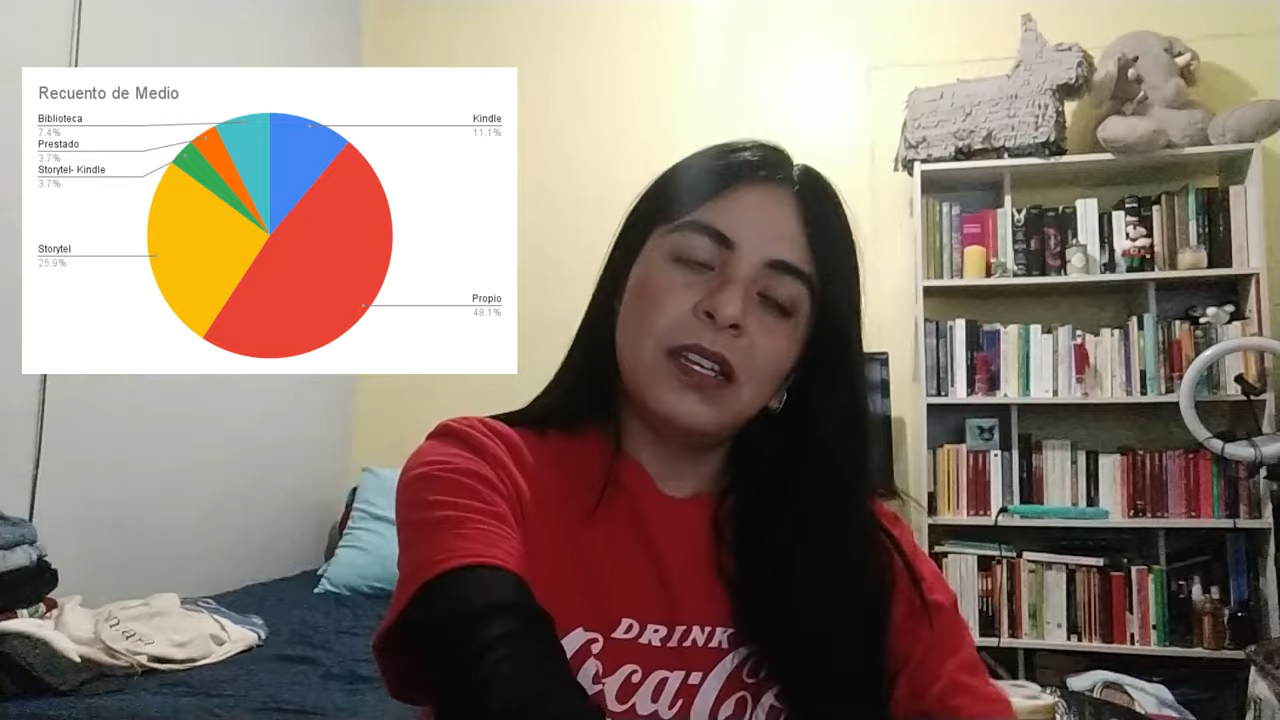 Recuento de Medio
Biblioteca
7.4%
Prestado
3.7%
Storytel- Kindle
3.7%
Storytel
25.9%
Kindle
11.1%
Propio
48.1%
DRINK
Coca-Co